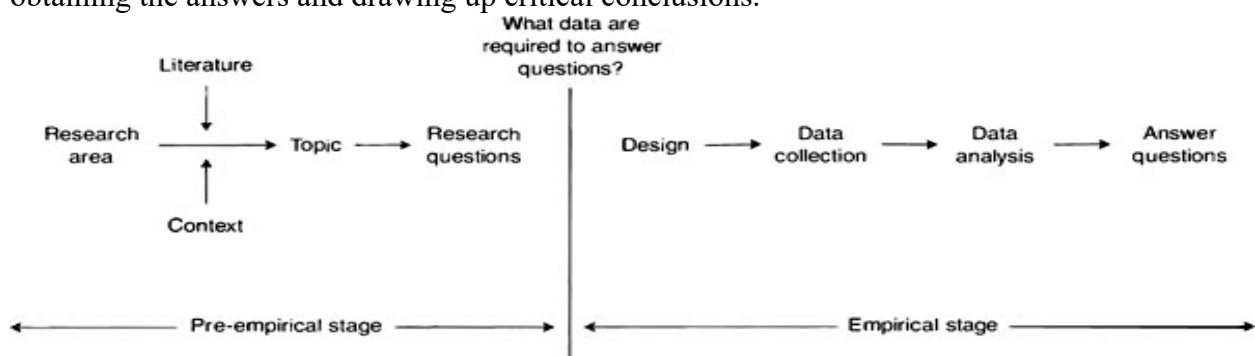 obtaining the answers and drawing up critical conclusions.
What data are
required to answer
questions?
Literature
Research
area
Topic
Research
questions
Design
Data
collection
Data
analysis
Answer
questions
Context
Pre-empirical stage
Empirical stage